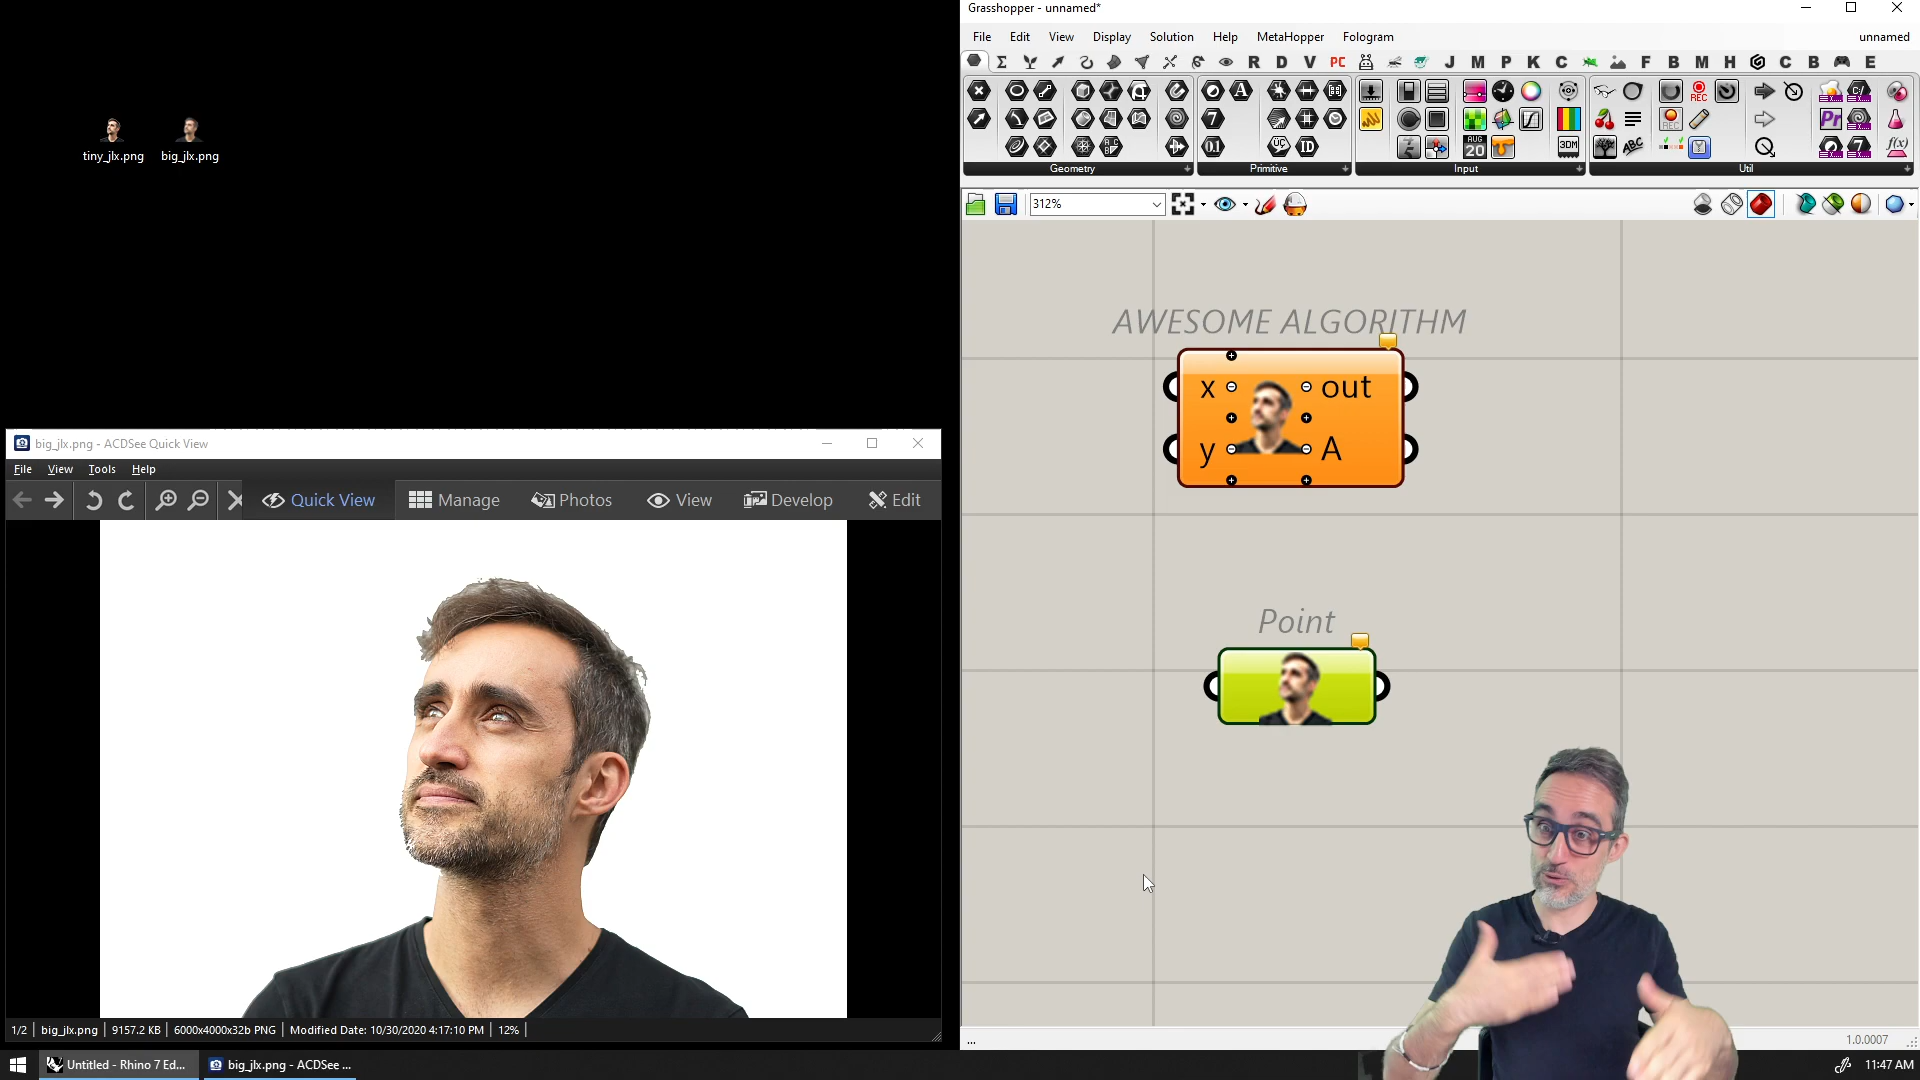 tiny_jlx.png
big_jlx.png
Grasshopper - unnamed*
File Edit View Display Solution Help MetaHopper Fologram
unnamed
R D V PC J M P K C F B M H C B E
Geometry
Primitive
Input
Util
312%
AWESOME ALGORITHM
x
out
y
A
Point
big_jlx.png - ACDSee Quick View
File View Tools Help
Quick View
Manage
Photos
View
Develop
Edit
1/2
big_jlx.png
9157.2 KB
6000x4000x32b PNG
Modified Date: 10/30/2020 4:17:10 PM
12%
...
1.0.0007
Untitled - Rhino 7 Ed...
big_jlx.png - ACDSee ...
11:47 AM